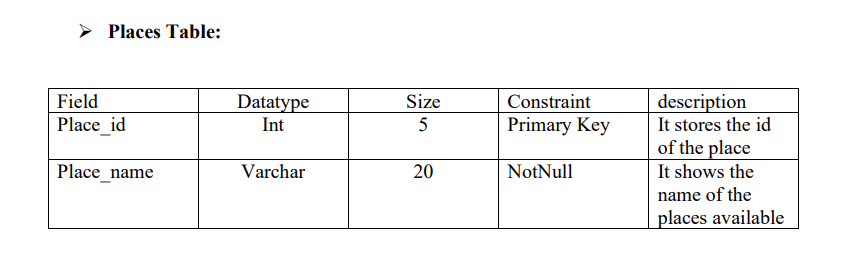 ➢ Places Table:
Field Datatype Size Constraint description
Place_id Int 5 Primary Key It stores the id
of the place
Place_name Varchar 20 NotNull It shows the
name of the
places available